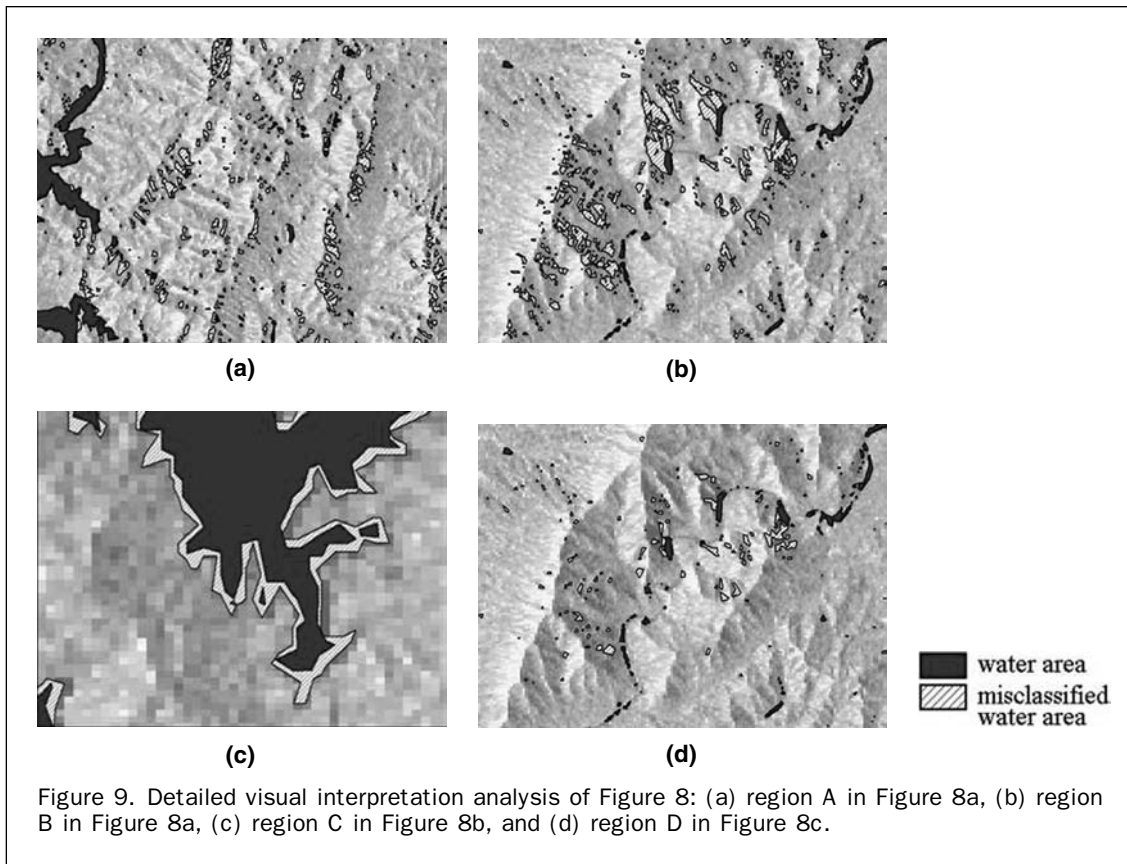 (a)
(b)
(c)
(d)
water area
misclassified
water area
Figure 9. Detailed visual interpretation analysis of Figure 8: (a) region A in Figure 8a, (b) region
B in Figure 8a, (c) region C in Figure 8b, and (d) region D in Figure 8c.